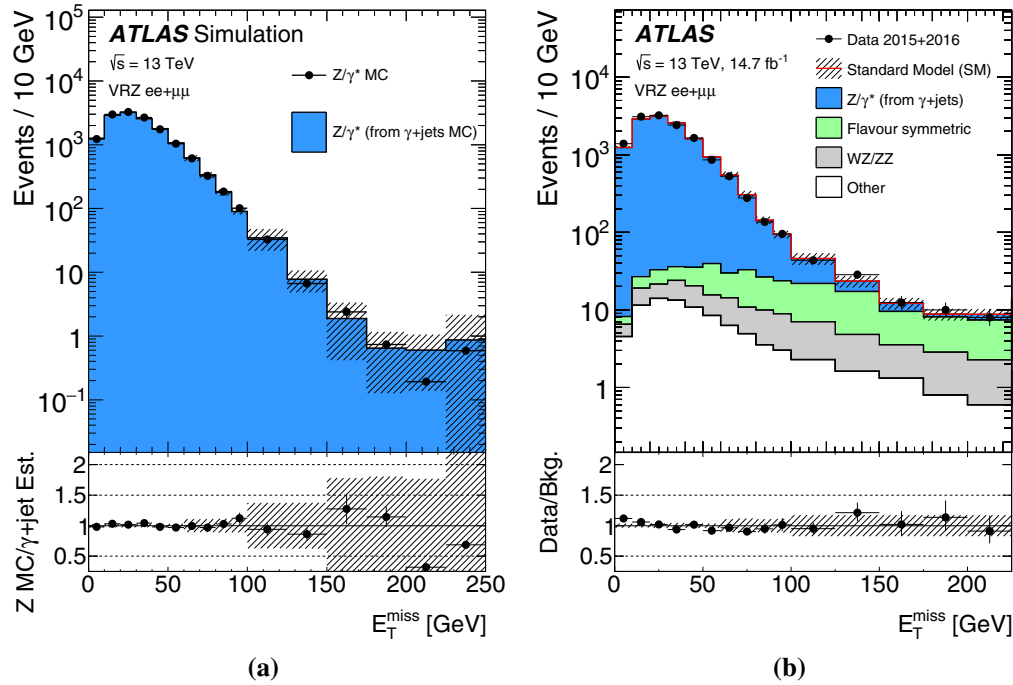 ATLAS Simulation
√s = 13 TeV
VRZ ee+μμ
Z/γ* MC
Z/γ* (from γ+jets MC)
Events / 10 GeV
10⁵
10⁴
10³
10²
10
1
10⁻¹
Z MC/γ+jet Est.
2
1.5
1
0.5
0 50 100 150 200 250
E_T^miss [GeV]
(a)
ATLAS
√s = 13 TeV, 14.7 fb⁻¹
VRZ ee+μμ
Data 2015+2016
Standard Model (SM)
Z/γ* (from γ+jets)
Flavour symmetric
WZ/ZZ
Other
Events / 10 GeV
10⁴
10³
10²
10
1
Data/Bkg.
2
1.5
1
0.5
0 50 100 150 200
E_T^miss [GeV]
(b)